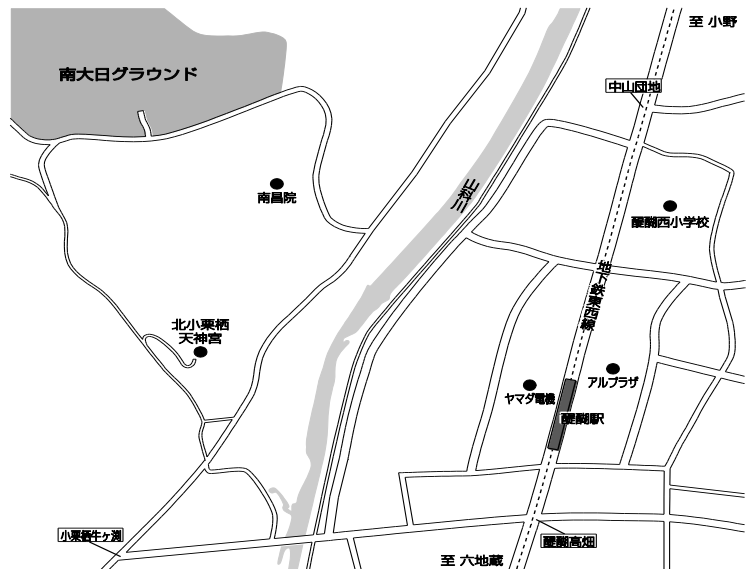 至 小野
南大日グラウンド
中山団地
南昌院
山科川
醍醐西小学校
地下鉄東西線
北小栗栖
天神宮
アルプラザ
ヤマダ電機
醍醐駅
小栗栖牛ヶ渕
醍醐高畑
至 六地蔵